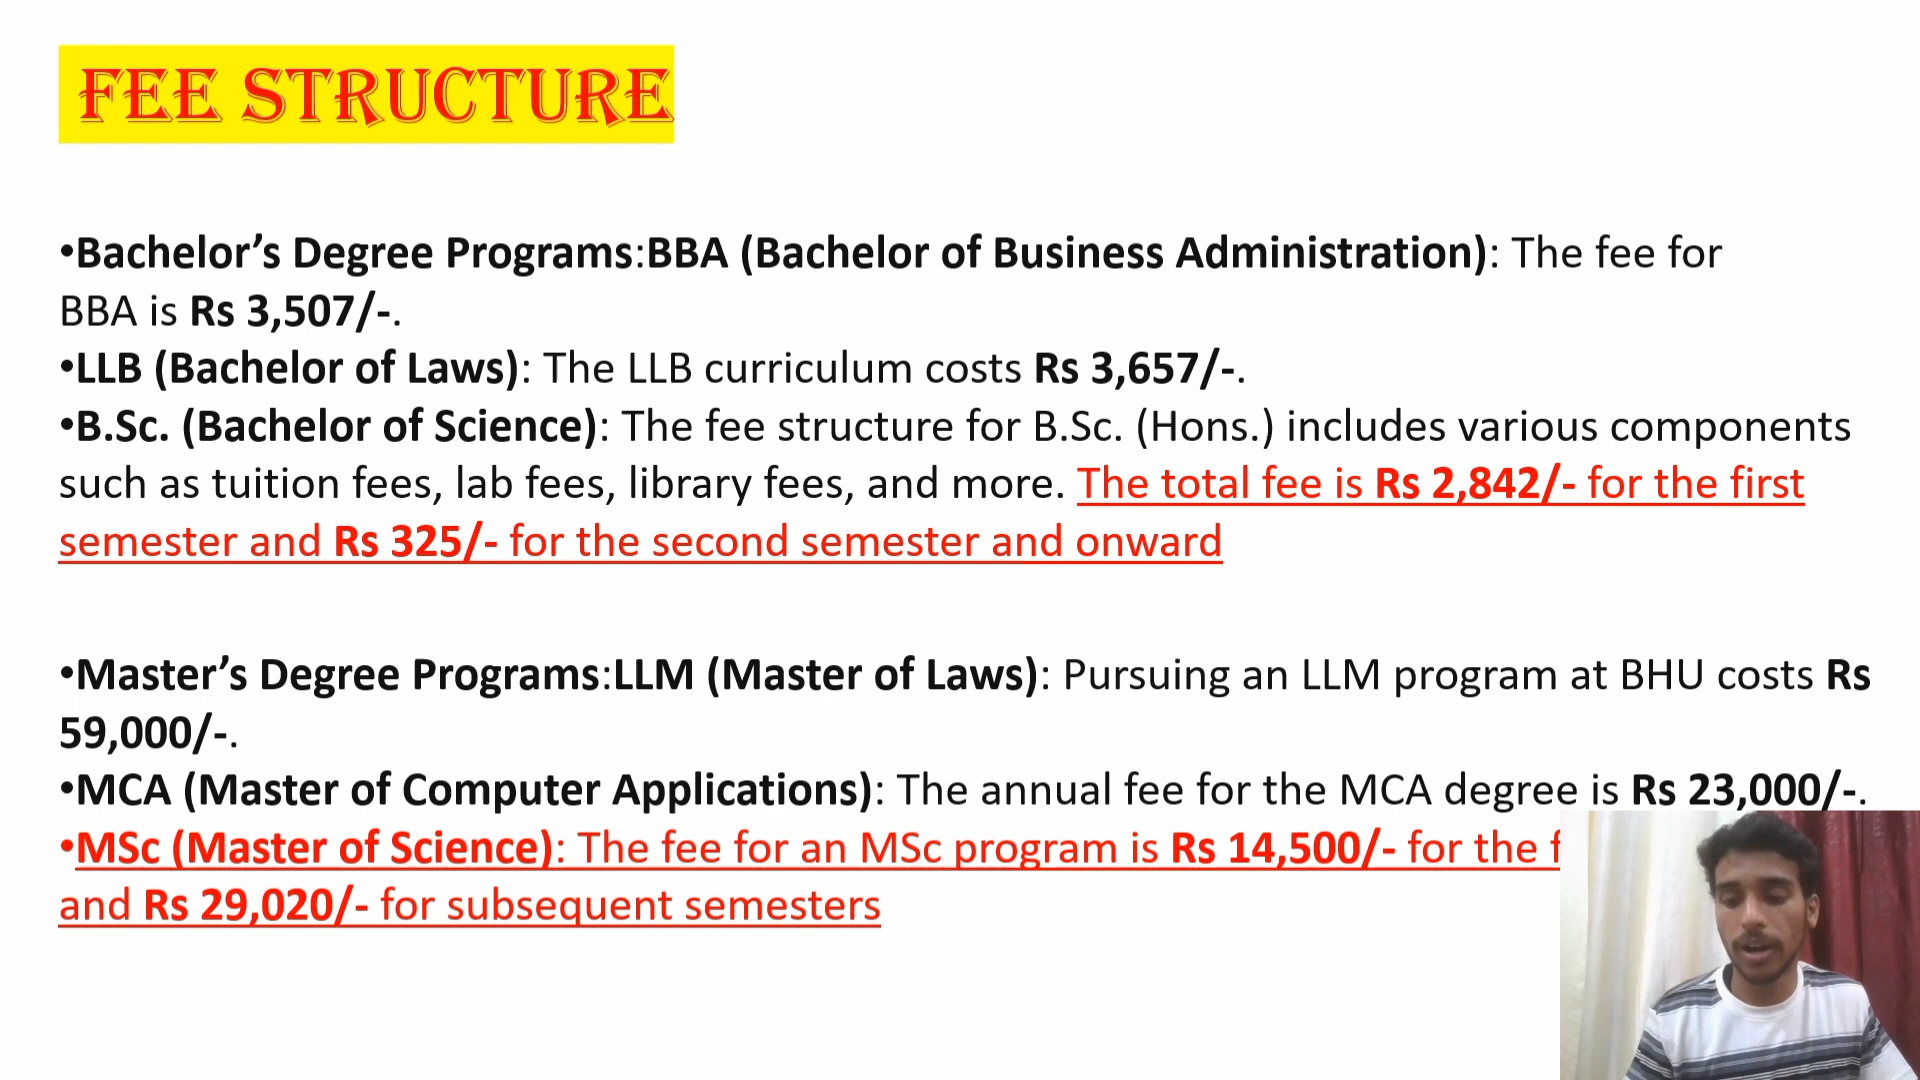 FEE STRUCTURE
•Bachelor’s Degree Programs:BBA (Bachelor of Business Administration): The fee for
BBA is Rs 3,507/-.
•LLB (Bachelor of Laws): The LLB curriculum costs Rs 3,657/-.
•B.Sc. (Bachelor of Science): The fee structure for B.Sc. (Hons.) includes various components
such as tuition fees, lab fees, library fees, and more. The total fee is Rs 2,842/- for the first
semester and Rs 325/- for the second semester and onward
•Master’s Degree Programs:LLM (Master of Laws): Pursuing an LLM program at BHU costs Rs
59,000/-.
•MCA (Master of Computer Applications): The annual fee for the MCA degree is Rs 23,000/-.
•MSc (Master of Science): The fee for an MSc program is Rs 14,500/- for the
and Rs 29,020/- for subsequent semesters